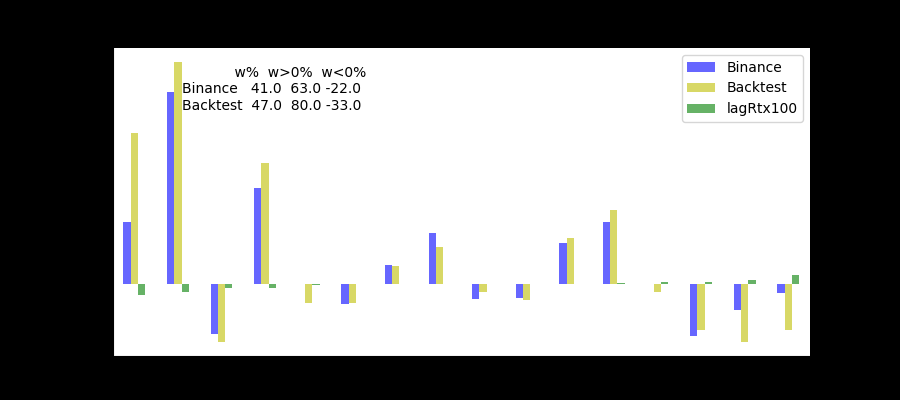 w%  w>0%  w<0%
Binance   41.0  63.0 -22.0
Backtest  47.0  80.0 -33.0
Binance
Backtest
lagRtx100